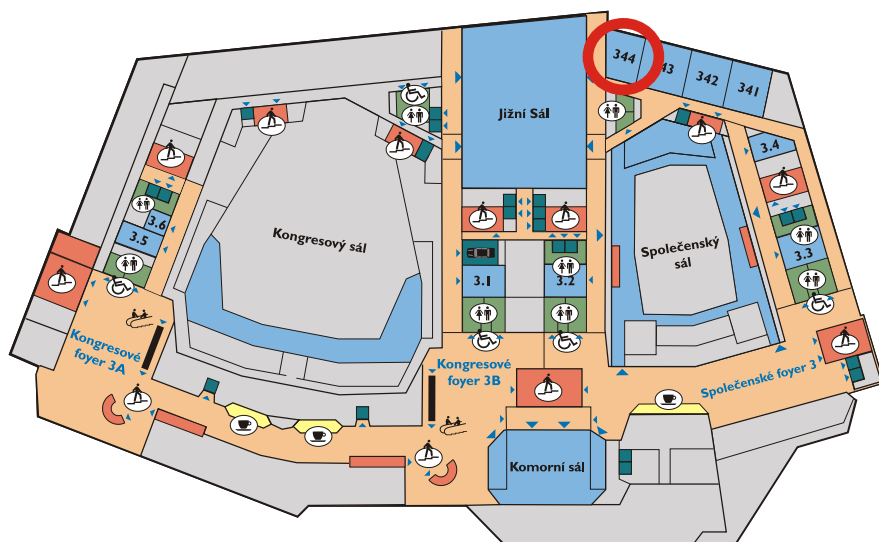 344
43
342
341
Jižní Sál
3.4
3.6
3.5
Kongresový sál
Společenský
sál
3.3
3.1
3.2
Kongresové
foyer 3A
Kongresové
foyer 3B
Společenské foyer 3
Komorní sál